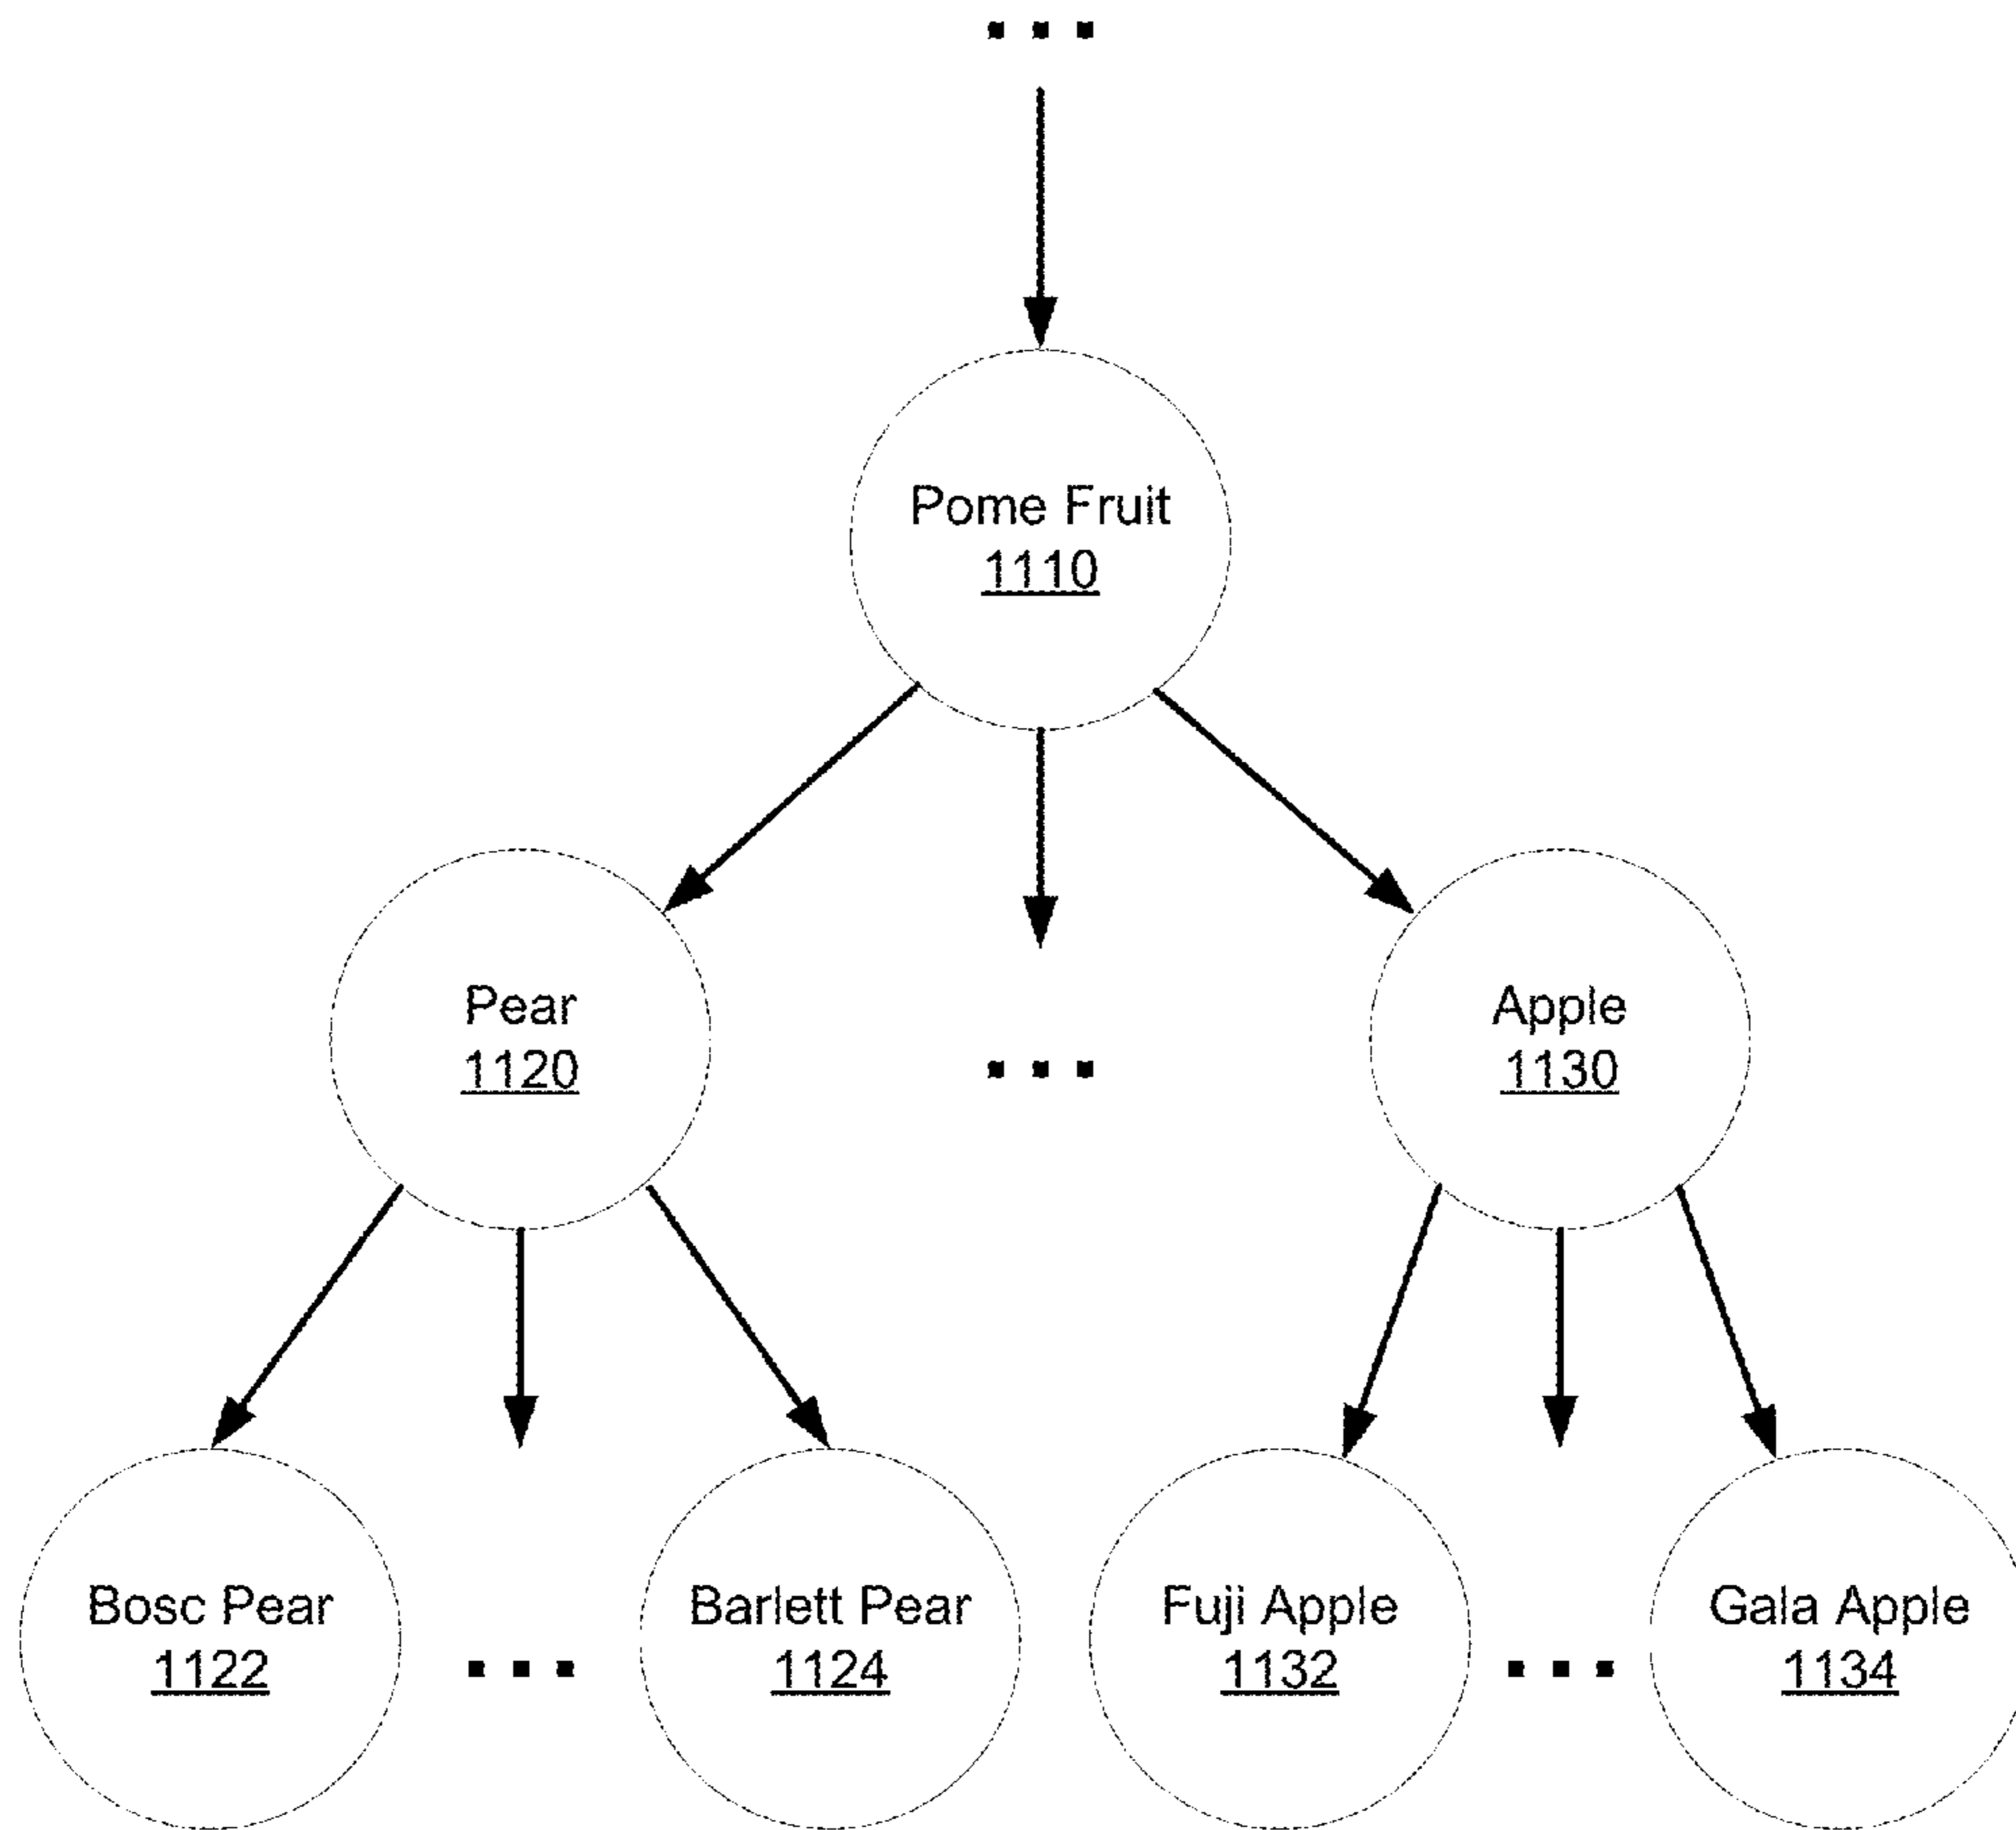 ...
Pome Fruit
1110
Pear
1120
...
Apple
1130
Bosc Pear
1122
...
Barlett Pear
1124
Fuji Apple
1132
...
Gala Apple
1134